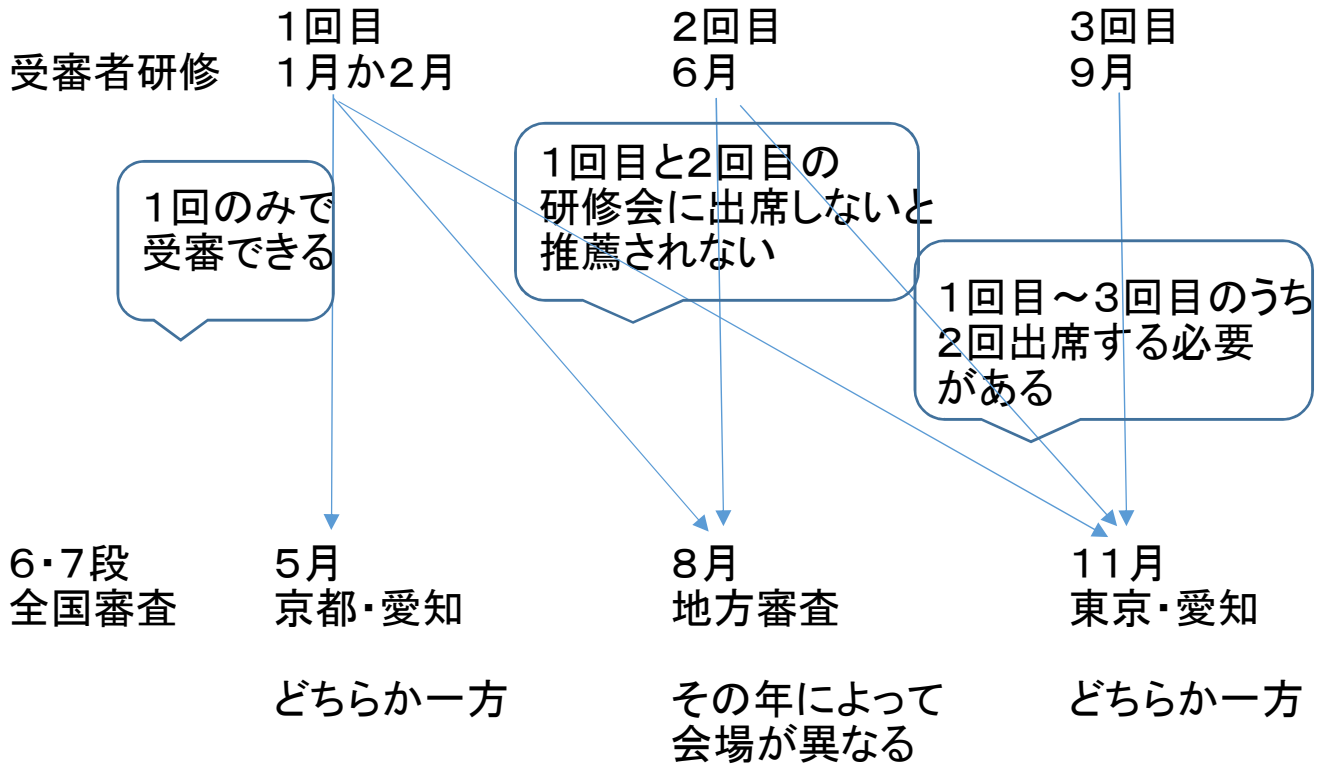 1回目 2回目 3回目
受審者研修 1月か2月 6月 9月
1回のみで
受審できる
1回目と2回目の
研修会に出席しないと
推薦されない
1回目~3回目のうち
2回出席する必要
がある
6・7段 5月 8月 11月
全国審査 京都・愛知 地方審査 東京・愛知
どちらか一方 その年によって どちらか一方
会場が異なる